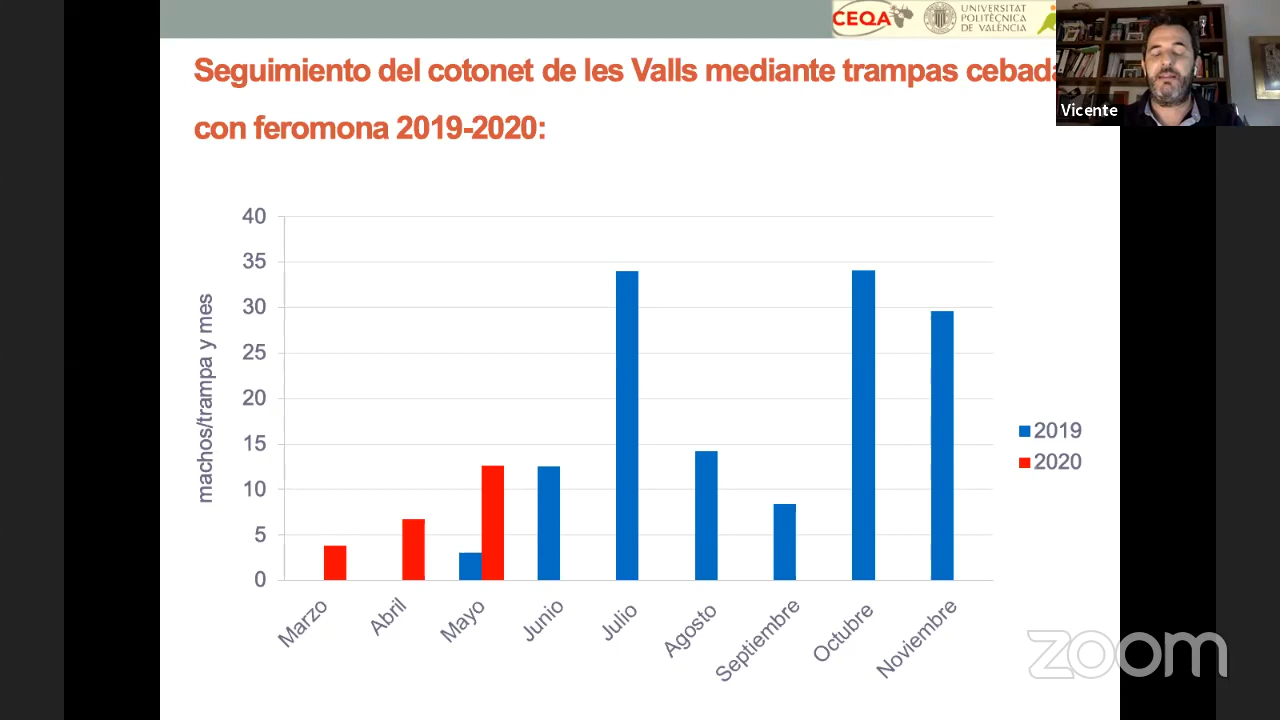 CEQA
UNIVERSITAT
POLITÈCNICA
DE VALÈNCIA
Seguimiento del cotonet de les Valls mediante trampas
con feromona 2019-2020:
Vicente
40
35
30
25
20
15
10
5
0
machos/trampa y mes
Marzo
Abril
Mayo
Junio
Julio
Agosto
Septiembre
Octubre
Noviembre
2019
2020
zoom